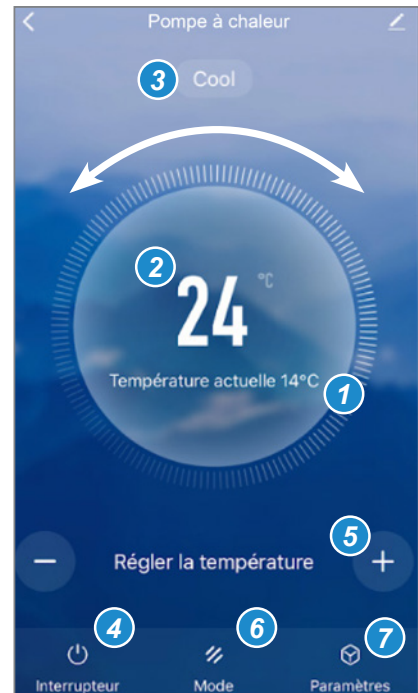 Pompe à chaleur
3 Cool
2 24 °C
Température actuelle 14°C 1
5
− Régler la température +
4 6 7
Interrupteur Mode Paramètres